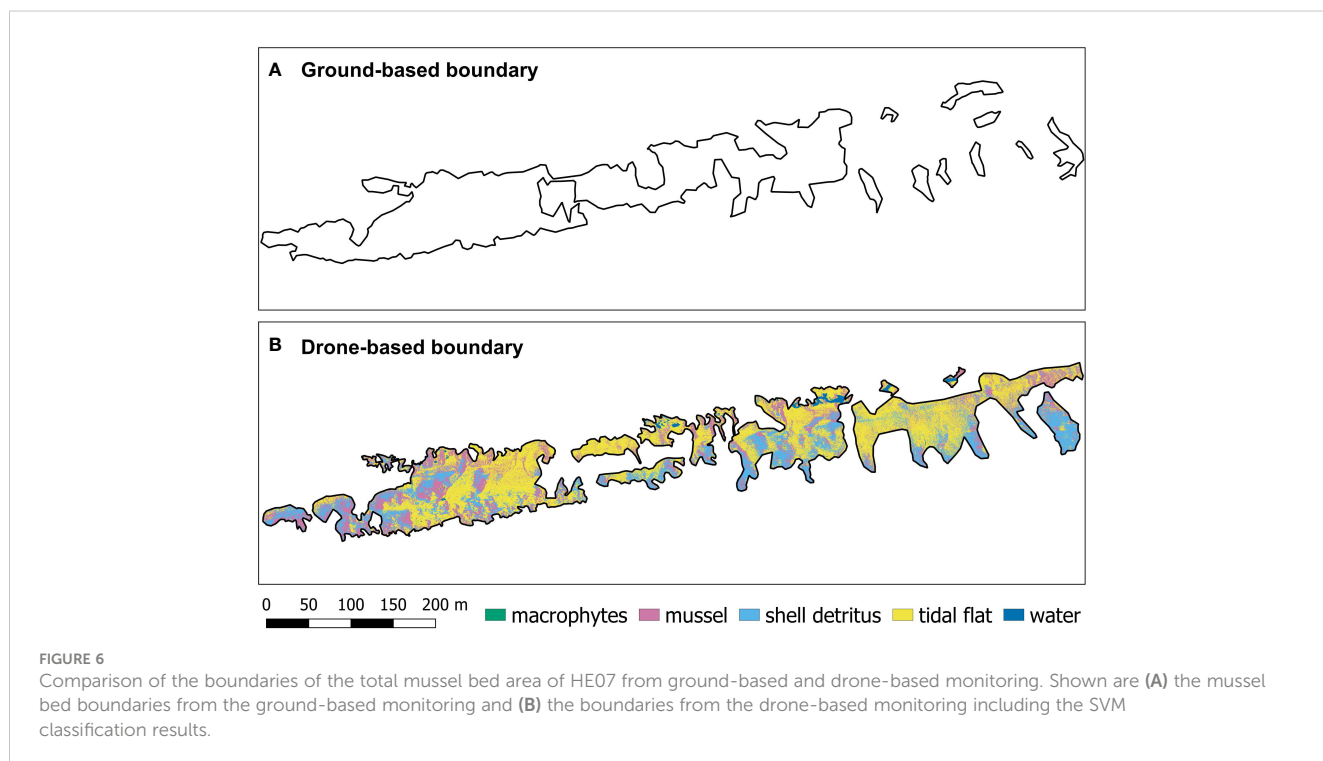 A Ground-based boundary
B Drone-based boundary
0 50 100 150 200 m
macrophytes mussel shell detritus tidal flat water
FIGURE 6
Comparison of the boundaries of the total mussel bed area of HE07 from ground-based and drone-based monitoring. Shown are (A) the mussel
bed boundaries from the ground-based monitoring and (B) the boundaries from the drone-based monitoring including the SVM
classification results.